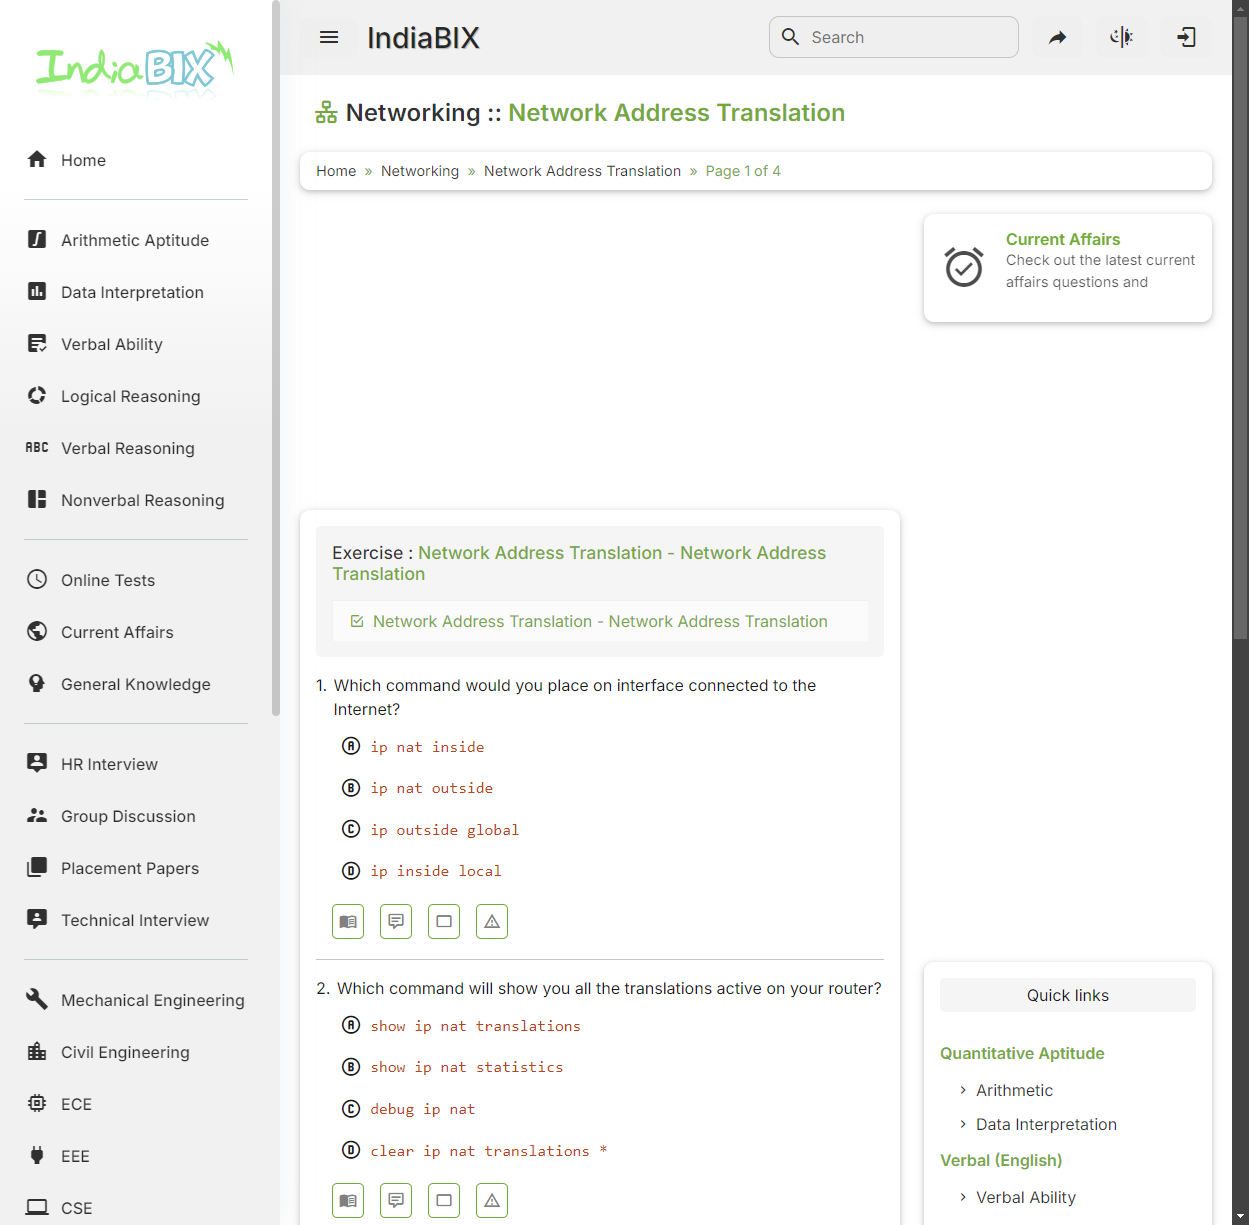 IndiaBIX
Home
Arithmetic Aptitude
Data Interpretation
Verbal Ability
Logical Reasoning
ABC Verbal Reasoning
Nonverbal Reasoning
Online Tests
Current Affairs
General Knowledge
HR Interview
Group Discussion
Placement Papers
Technical Interview
Mechanical Engineering
Civil Engineering
ECE
EEE
CSE
IndiaBIX
Search
Networking :: Network Address Translation
Home » Networking » Network Address Translation » Page 1 of 4
Current Affairs
Check out the latest current
affairs questions and
Exercise : Network Address Translation - Network Address
Translation
Network Address Translation - Network Address Translation
1. Which command would you place on interface connected to the
Internet?
A ip nat inside
B ip nat outside
C ip outside global
D ip inside local
2. Which command will show you all the translations active on your router?
A show ip nat translations
B show ip nat statistics
C debug ip nat
D clear ip nat translations *
Quick links
Quantitative Aptitude
› Arithmetic
› Data Interpretation
Verbal (English)
› Verbal Ability